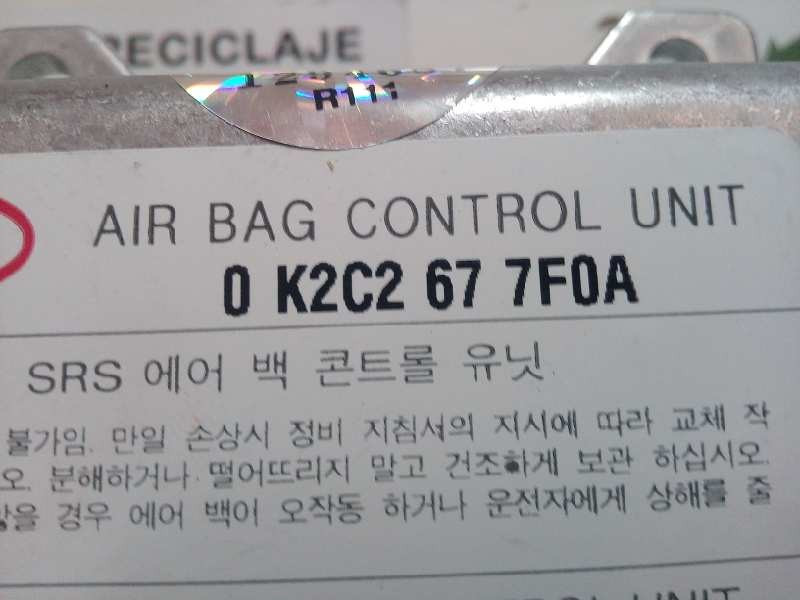 RECICLAJE
R111
AIR BAG CONTROL UNIT
0 K2C2 67 7F0A
SRS 에어 백 콘트롤 유닛
불가임. 만일 손상시 정비 지침서의 지시에 따라 교체 작
오. 분해하거나 떨어뜨리지 말고 건조하게 보관 하십시오.
않을 경우 에어 백이 오작동 하거나 운전자에게 상해를 줄
UNIT